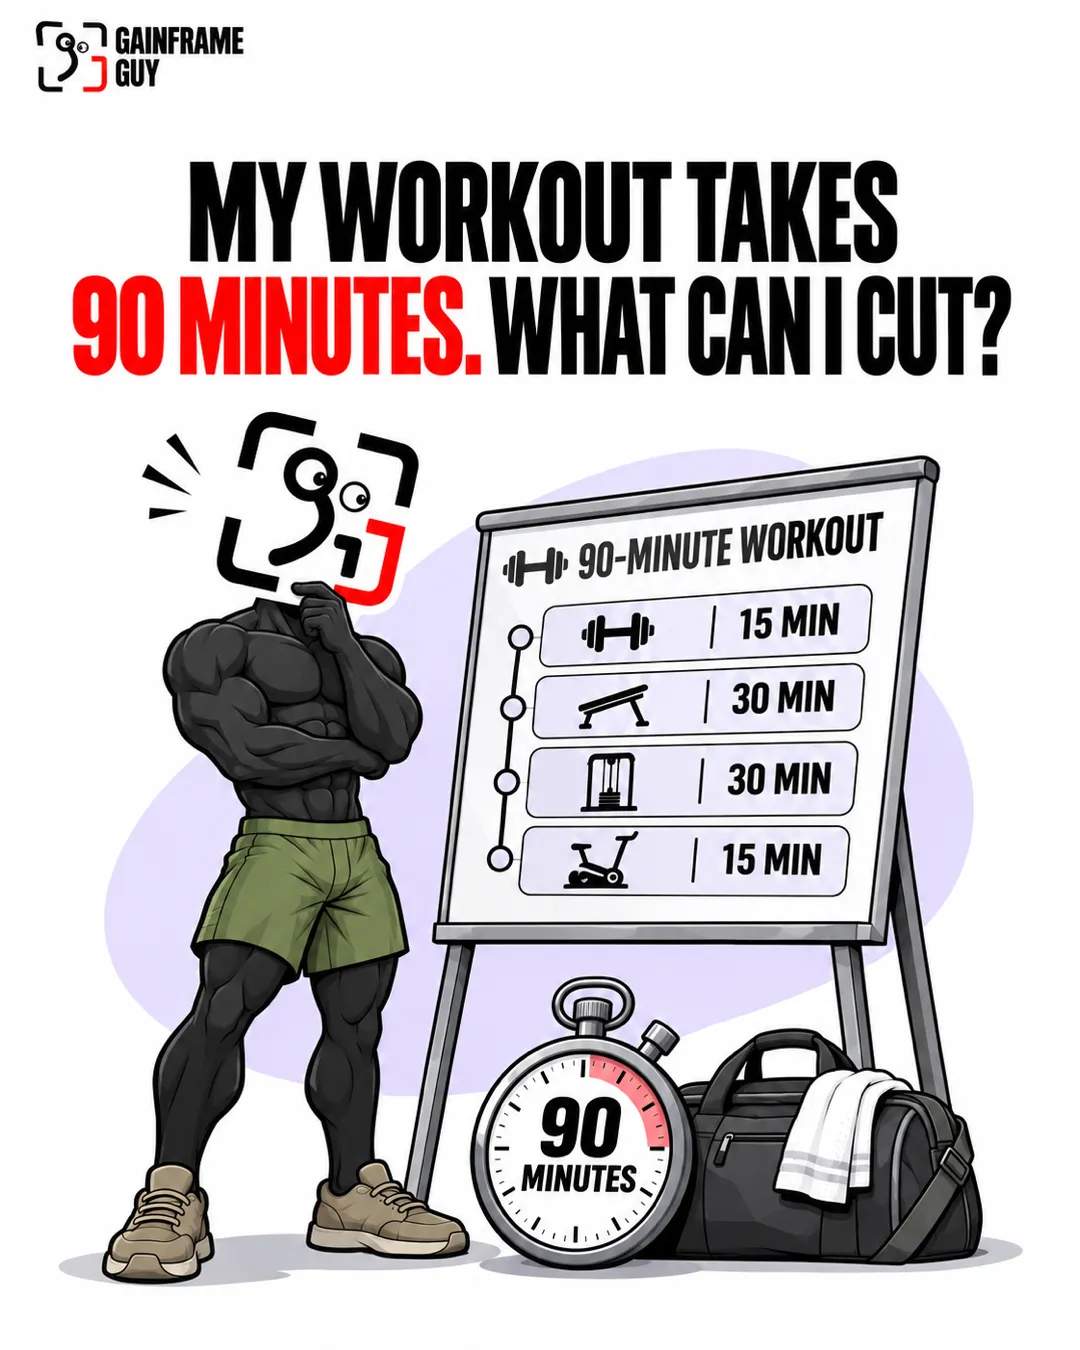 GAINFRAME
GUY
MY WORKOUT TAKES
90 MINUTES. WHAT CAN I CUT?
90-MINUTE WORKOUT
15 MIN
30 MIN
30 MIN
15 MIN
90
MINUTES